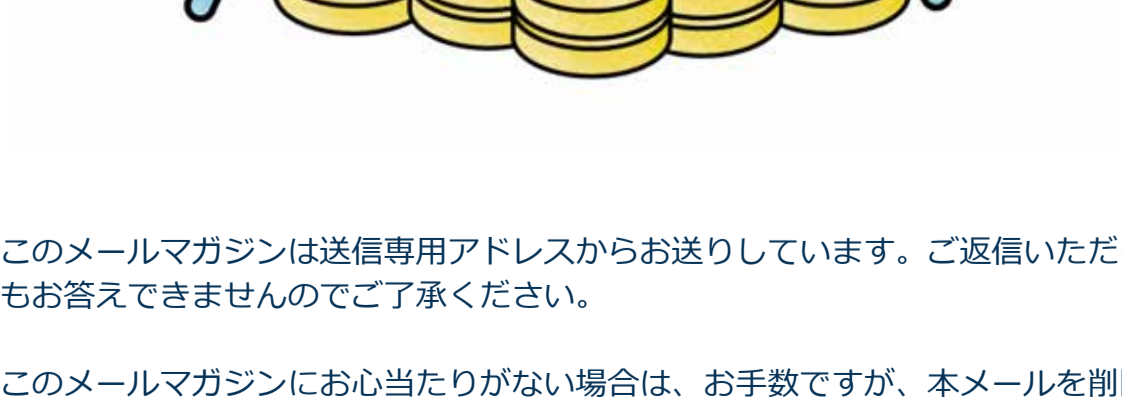 このメールマガジンは送信専用アドレスからお送りしています。ご返信いただ
もお答えできませんのでご了承ください。
このメールマガジンにお心当たりがない場合は、お手数ですが、本メールを削